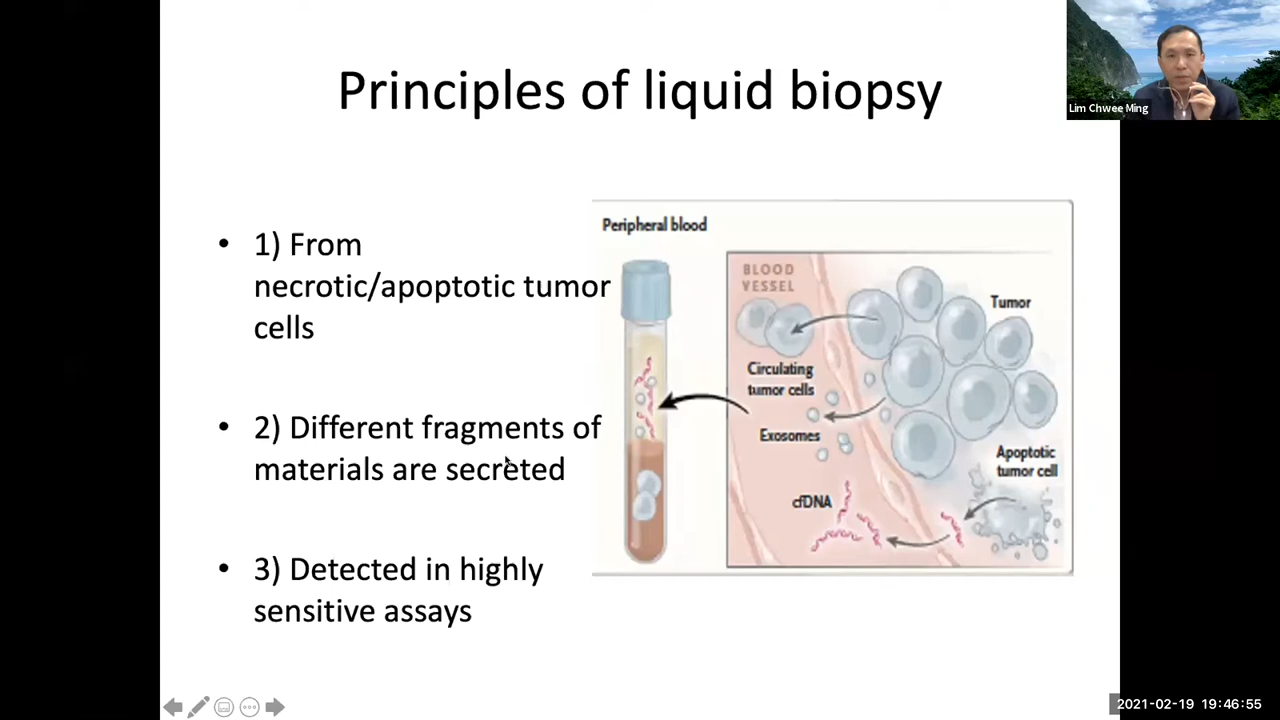 Principles of liquid biopsy
Lim Chwee Ming
• 1) From
necrotic/apoptotic tumor
cells
• 2) Different fragments of
materials are secreted
• 3) Detected in highly
sensitive assays
Peripheral blood
BLOOD
VESSEL
Tumor
Circulating
tumor cells
Exosomes
Apoptotic
tumor cell
cfDNA
2021-02-19 19:46:55